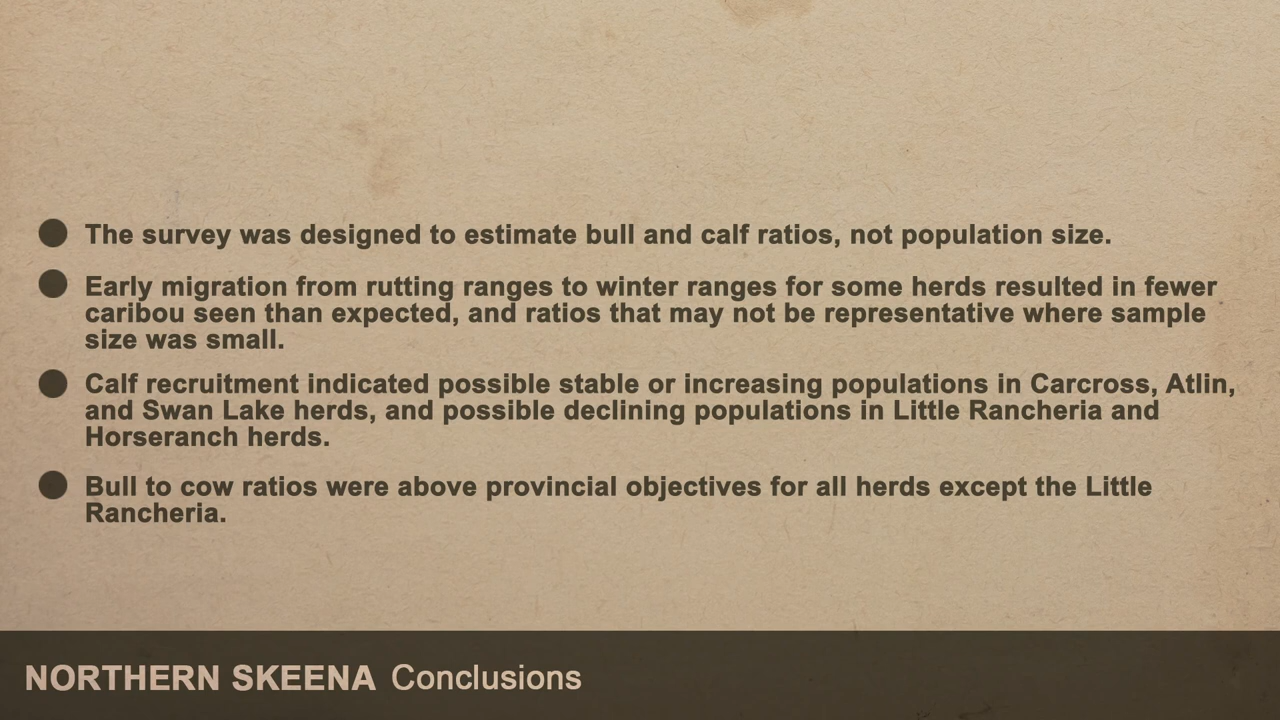 The survey was designed to estimate bull and calf ratios, not population size.
Early migration from rutting ranges to winter ranges for some herds resulted in fewer
caribou seen than expected, and ratios that may not be representative where sample
size was small.
Calf recruitment indicated possible stable or increasing populations in Carcross, Atlin,
and Swan Lake herds, and possible declining populations in Little Rancheria and
Horseranch herds.
Bull to cow ratios were above provincial objectives for all herds except the Little
Rancheria.
NORTHERN SKEENA Conclusions